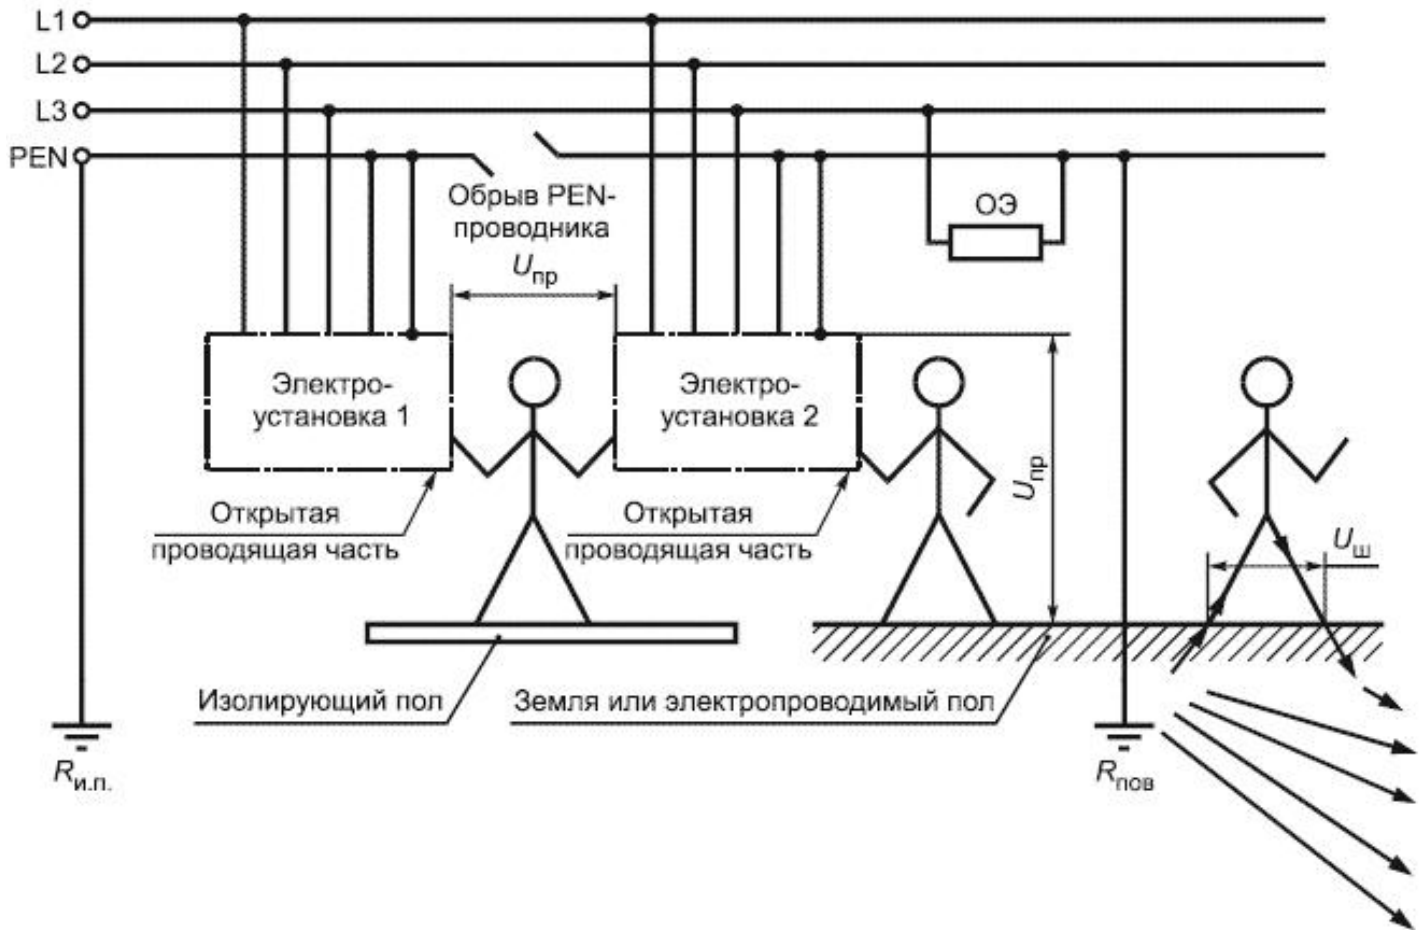 L1
L2
L3
PEN
Обрыв PEN-
проводника
ОЭ
Uпр
Электро-
установка 1
Электро-
установка 2
Uпр
Открытая
проводящая часть
Открытая
проводящая часть
Uш
Изолирующий пол
Земля или электропроводимый пол
Rи.п.
Rпов